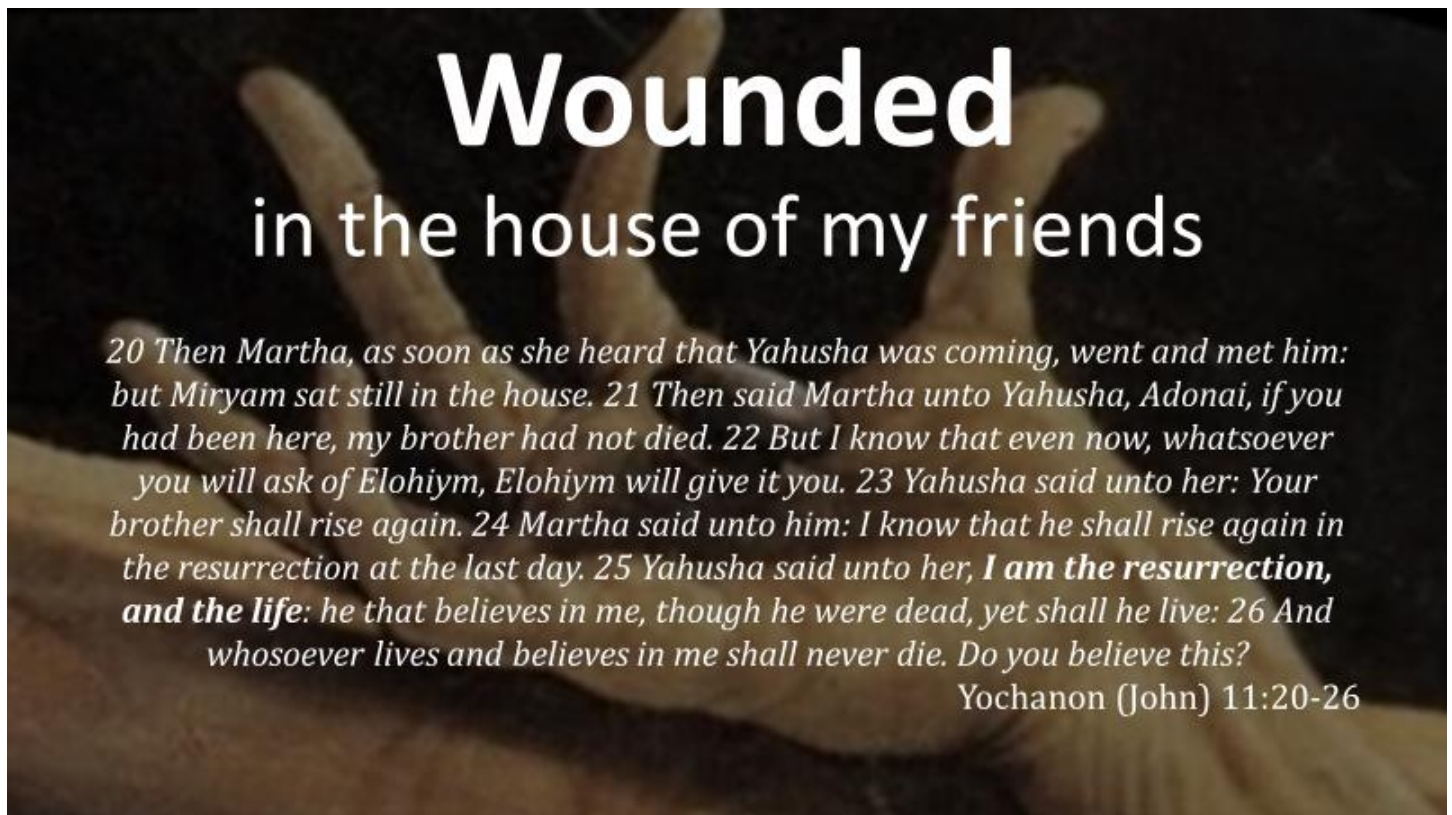 Wounded
in the house of my friends
20 Then Martha, as soon as she heard that Yahusha was coming, went and met him:
but Miryam sat still in the house. 21 Then said Martha unto Yahusha, Adonai, if you
had been here, my brother had not died. 22 But I know that even now, whatsoever
you will ask of Elohiym, Elohiym will give it you. 23 Yahusha said unto her: Your
brother shall rise again. 24 Martha said unto him: I know that he shall rise again in
the resurrection at the last day. 25 Yahusha said unto her, I am the resurrection,
and the life: he that believes in me, though he were dead, yet shall he live: 26 And
whosoever lives and believes in me shall never die. Do you believe this?
Yochanon (John) 11:20-26